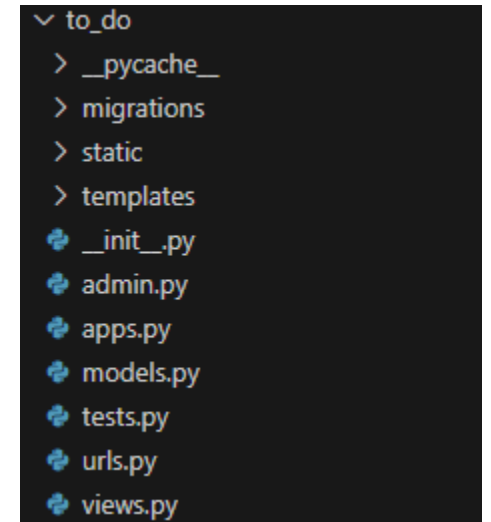 to_do
__pycache__
migrations
static
templates
__init__.py
admin.py
apps.py
models.py
tests.py
urls.py
views.py